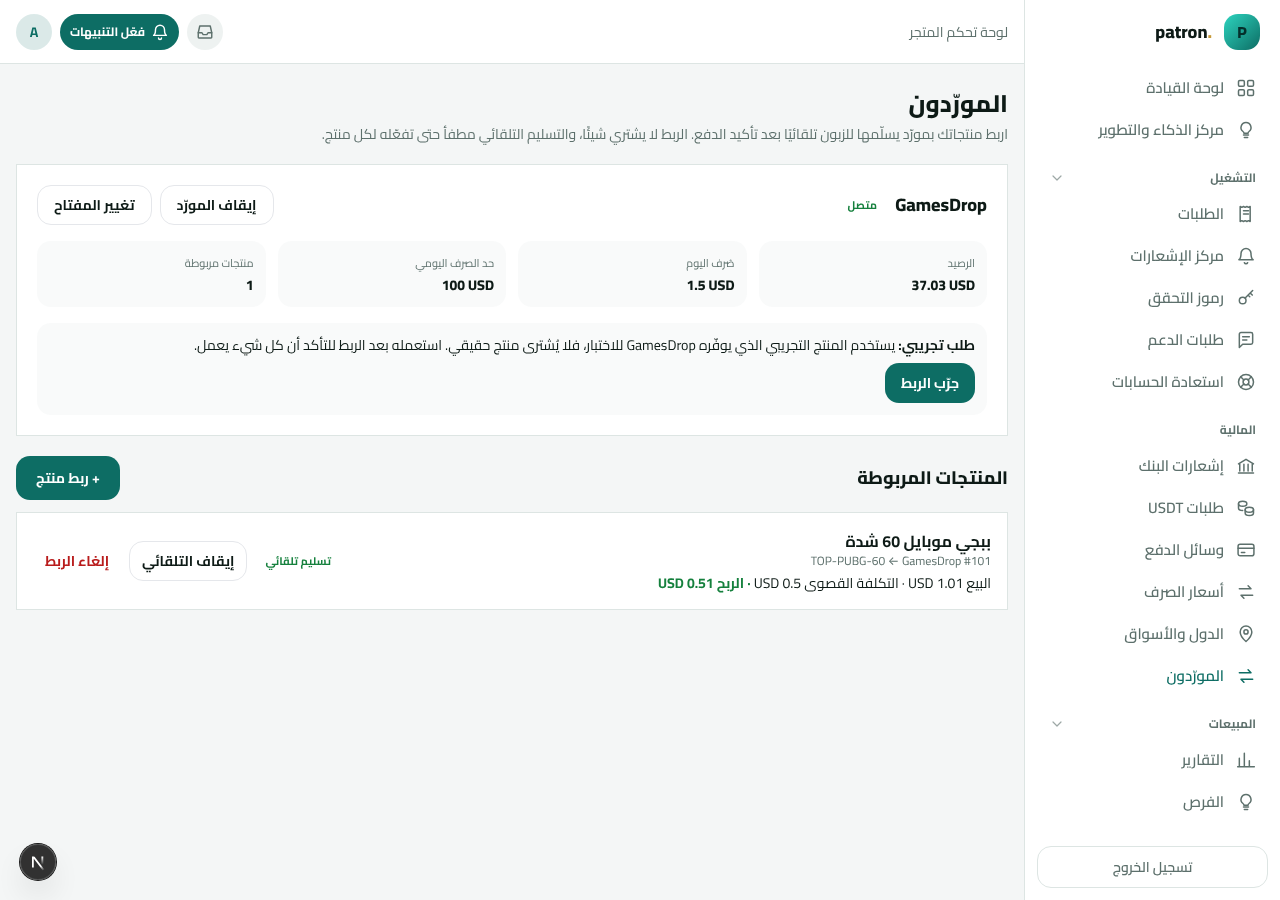 P
patron.
لوحة القيادة
مركز الذكاء والتطوير
التشغيل
الطلبات
مركز الإشعارات
رموز التحقق
طلبات الدعم
استعادة الحسابات
المالية
إشعارات البنك
طلبات USDT
وسائل الدفع
أسعار الصرف
الدول والأسواق
المورّدون
المبيعات
التقارير
الفرص
تسجيل الخروج
لوحة تحكم المتجر
فعّل التنبيهات
A
المورّدون
اربط منتجاتك بمورّد يسلّمها للزبون تلقائيًا بعد تأكيد الدفع. الربط لا يشتري شيئًا، والتسليم التلقائي مطفأ حتى تفعّله لكل منتج.
GamesDrop متصل
إيقاف المورّد
تغيير المفتاح
الرصيد
37.03 USD
صُرف اليوم
1.5 USD
حد الصرف اليومي
100 USD
منتجات مربوطة
1
طلب تجريبي: يستخدم المنتج التجريبي الذي يوفّره GamesDrop للاختبار، فلا يُشترى منتج حقيقي. استعمله بعد الربط للتأكد أن كل شيء يعمل.
جرّب الربط
المنتجات المربوطة
+ ربط منتج
ببجي موبايل 60 شدة
TOP-PUBG-60 ← GamesDrop #101
البيع 1.01 USD · التكلفة القصوى 0.5 USD · الربح 0.51 USD
تسليم تلقائي
إيقاف التلقائي
إلغاء الربط
N